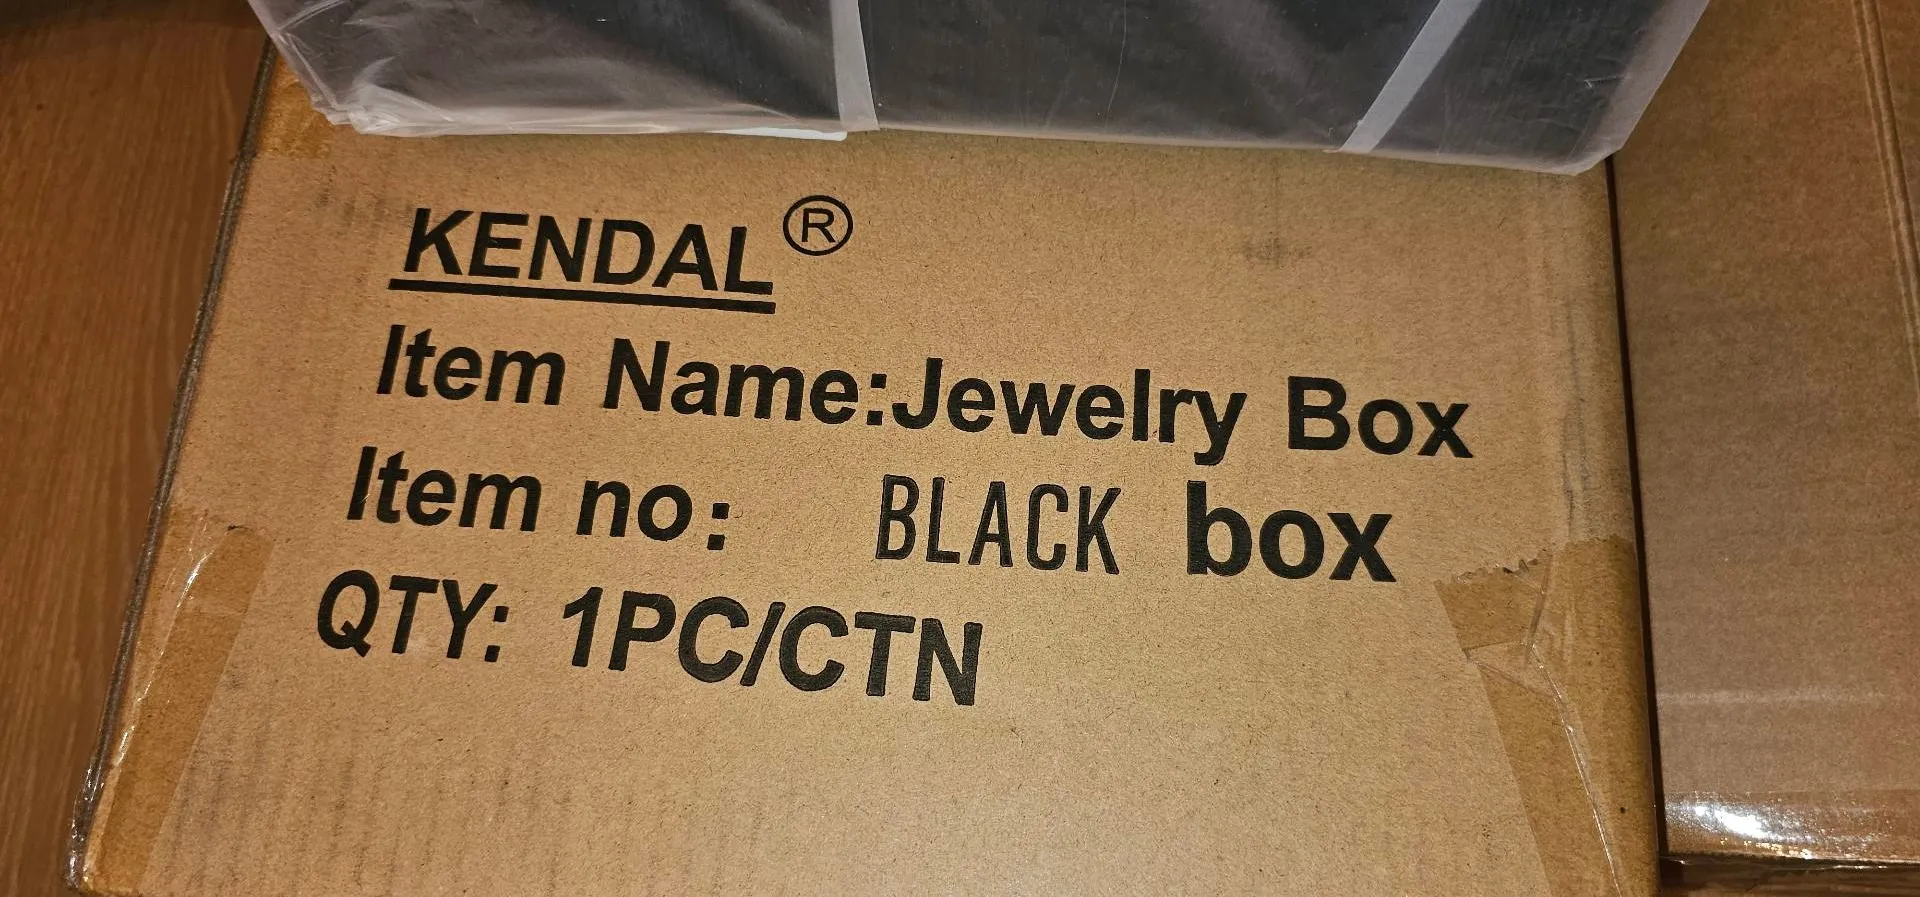 KENDAL®
Item Name:Jewelry Box
Item no: BLACK box
QTY: 1PC/CTN